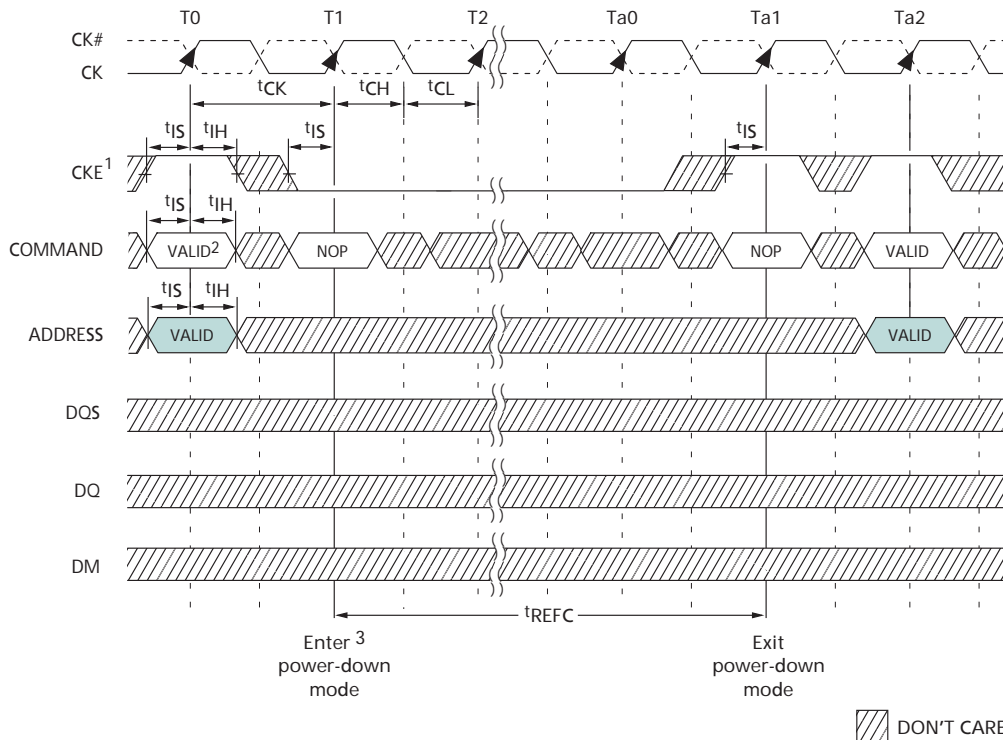 T0 T1 T2 Ta0 Ta1 Ta2
CK#
CK
tCK tCH tCL
tIS tIH tIS tIS
CKE1
tIS tIH
COMMAND VALID2 NOP NOP VALID
tIS tIH
ADDRESS VALID VALID
DQS
DQ
DM
tREFC
Enter 3
power-down
mode
Exit
power-down
mode
DON'T CARE